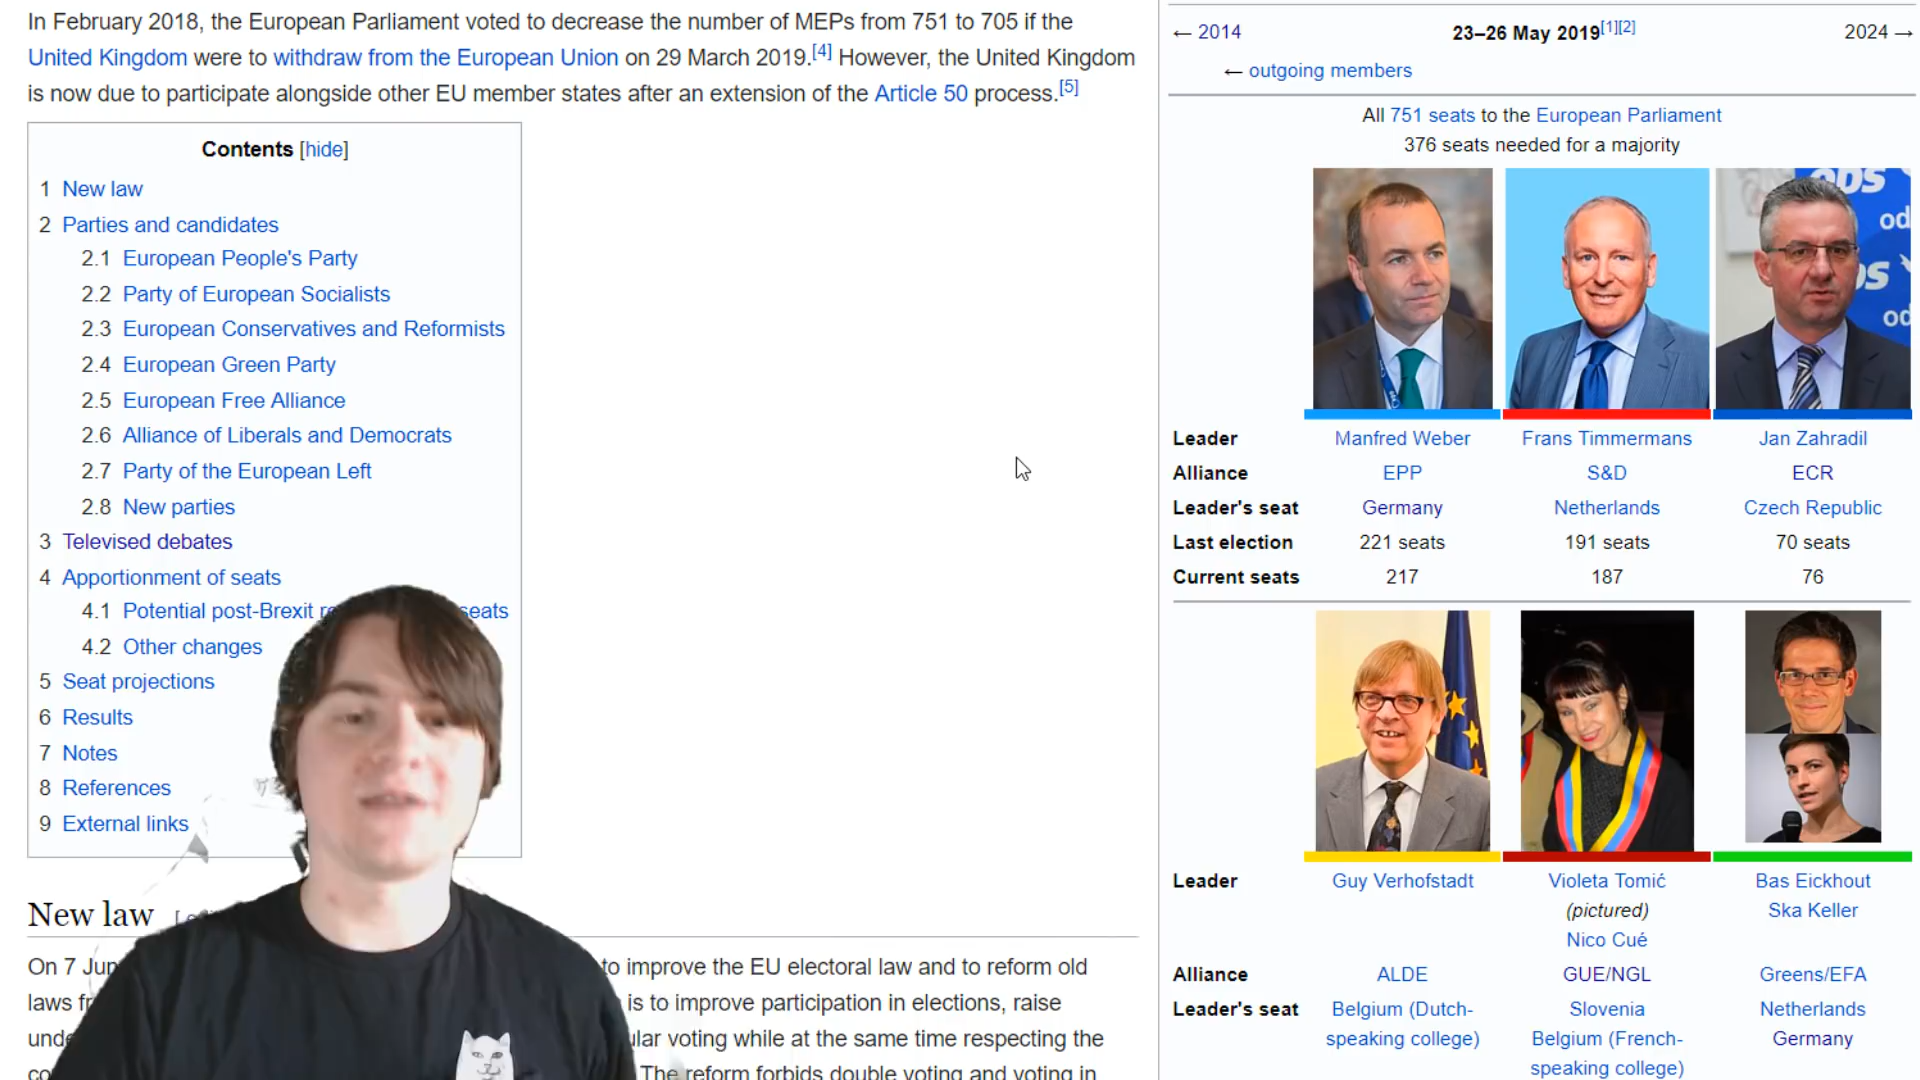 In February 2018, the European Parliament voted to decrease the number of MEPs from 751 to 705 if the
United Kingdom were to withdraw from the European Union on 29 March 2019.[4] However, the United Kingdom
is now due to participate alongside other EU member states after an extension of the Article 50 process.[5]
Contents [hide]
1 New law
2 Parties and candidates
2.1 European People's Party
2.2 Party of European Socialists
2.3 European Conservatives and Reformists
2.4 European Green Party
2.5 European Free Alliance
2.6 Alliance of Liberals and Democrats
2.7 Party of the European Left
2.8 New parties
3 Televised debates
4 Apportionment of seats
4.1 Potential post-Brexit seats
4.2 Other changes
5 Seat projections
6 Results
7 Notes
8 References
9 External links
New law
On 7 to improve the EU electoral law and to reform old
laws is to improve participation in elections, raise
voting while at the same time respecting the
The reform forbids double voting and voting in
← 2014 23–26 May 2019[1][2] 2024 →
← outgoing members
All 751 seats to the European Parliament
376 seats needed for a majority
ods
od
od
Leader Manfred Weber Frans Timmermans Jan Zahradil
Alliance EPP S&D ECR
Leader's seat Germany Netherlands Czech Republic
Last election 221 seats 191 seats 70 seats
Current seats 217 187 76
Leader Guy Verhofstadt Violeta Tomić Bas Eickhout
(pictured) Ska Keller
Nico Cué
Alliance ALDE GUE/NGL Greens/EFA
Leader's seat Belgium (Dutch- Slovenia Netherlands
speaking college) Belgium (French- Germany
speaking college)